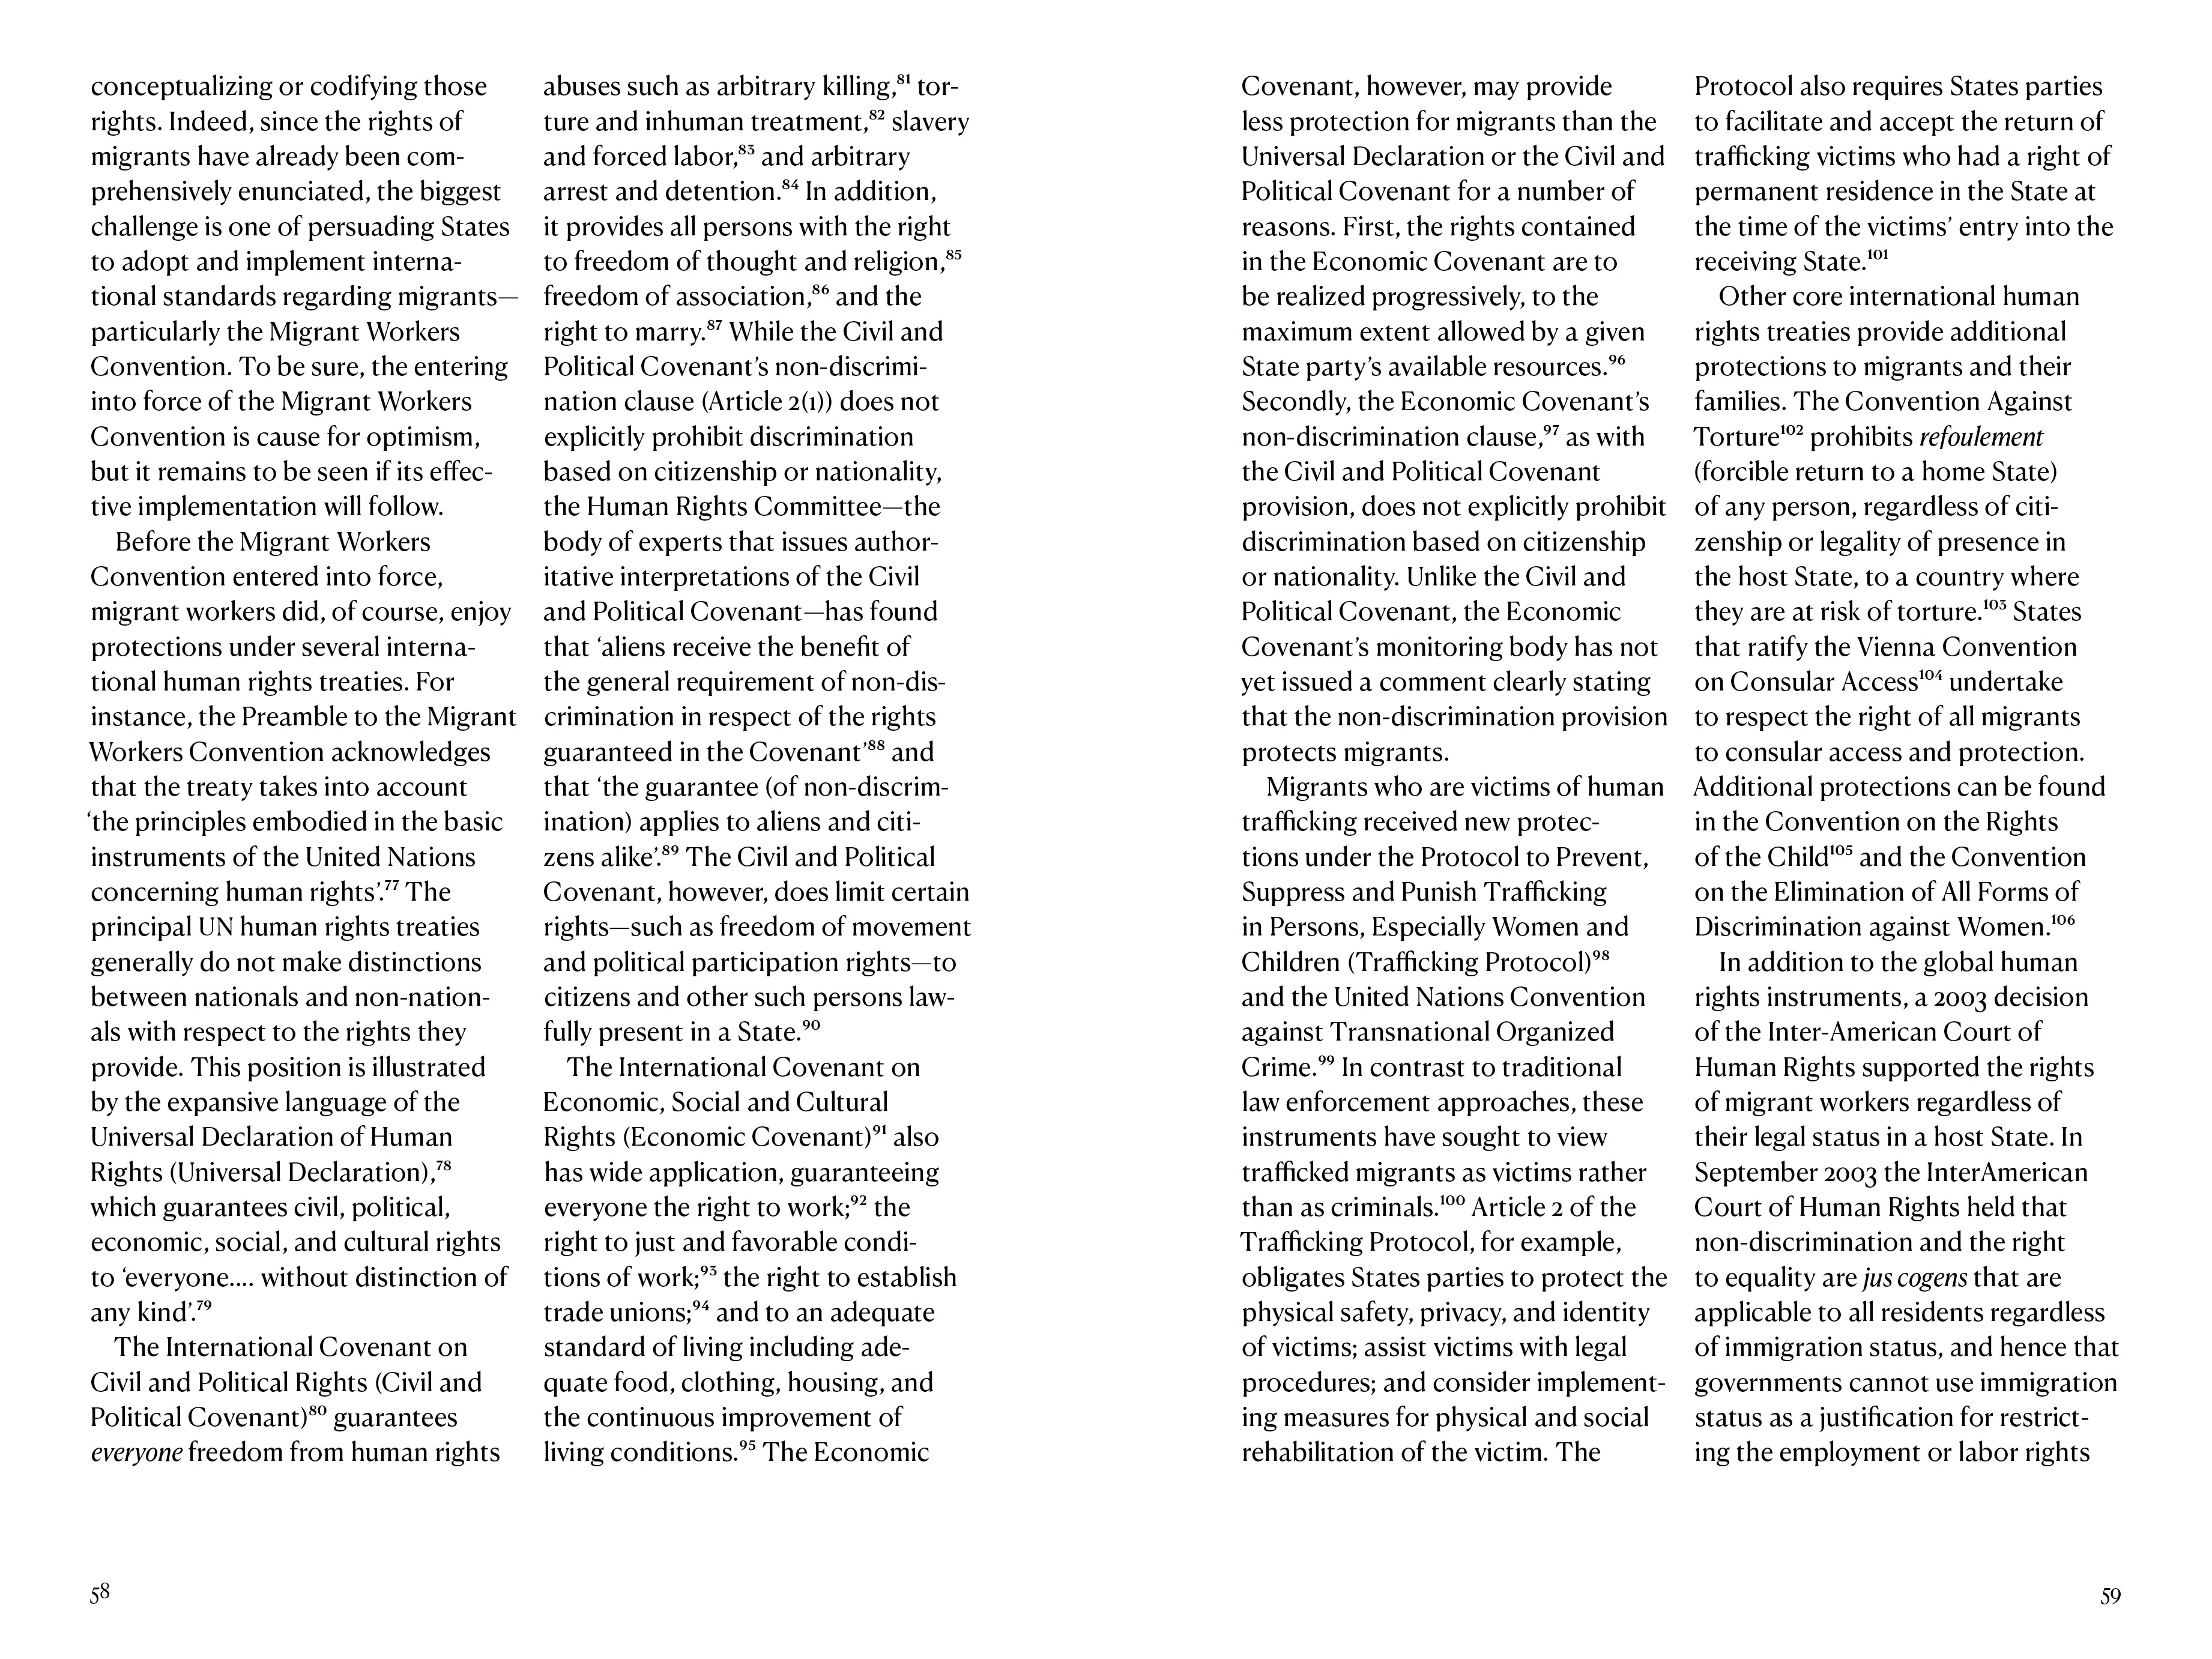 conceptualizing or codifying those
rights. Indeed, since the rights of
migrants have already been com-
prehensively enunciated, the biggest
challenge is one of persuading States
to adopt and implement interna-
tional standards regarding migrants—
particularly the Migrant Workers
Convention. To be sure, the entering
into force of the Migrant Workers
Convention is cause for optimism,
but it remains to be seen if its effec-
tive implementation will follow.
Before the Migrant Workers
Convention entered into force,
migrant workers did, of course, enjoy
protections under several interna-
tional human rights treaties. For
instance, the Preamble to the Migrant
Workers Convention acknowledges
that the treaty takes into account
‘the principles embodied in the basic
instruments of the United Nations
concerning human rights’.⁷⁷ The
principal UN human rights treaties
generally do not make distinctions
between nationals and non-nation-
als with respect to the rights they
provide. This position is illustrated
by the expansive language of the
Universal Declaration of Human
Rights (Universal Declaration),⁷⁸
which guarantees civil, political,
economic, social, and cultural rights
to ‘everyone.... without distinction of
any kind’.⁷⁹
The International Covenant on
Civil and Political Rights (Civil and
Political Covenant)⁸⁰ guarantees
everyone freedom from human rights
abuses such as arbitrary killing,⁸¹ tor-
ture and inhuman treatment,⁸² slavery
and forced labor,⁸³ and arbitrary
arrest and detention.⁸⁴ In addition,
it provides all persons with the right
to freedom of thought and religion,⁸⁵
freedom of association,⁸⁶ and the
right to marry.⁸⁷ While the Civil and
Political Covenant’s non-discrimi-
nation clause (Article 2(1)) does not
explicitly prohibit discrimination
based on citizenship or nationality,
the Human Rights Committee—the
body of experts that issues author-
itative interpretations of the Civil
and Political Covenant—has found
that ‘aliens receive the benefit of
the general requirement of non-dis-
crimination in respect of the rights
guaranteed in the Covenant’⁸⁸ and
that ‘the guarantee (of non-discrim-
ination) applies to aliens and citi-
zens alike’.⁸⁹ The Civil and Political
Covenant, however, does limit certain
rights—such as freedom of movement
and political participation rights—to
citizens and other such persons law-
fully present in a State.⁹⁰
The International Covenant on
Economic, Social and Cultural
Rights (Economic Covenant)⁹¹ also
has wide application, guaranteeing
everyone the right to work;⁹² the
right to just and favorable condi-
tions of work;⁹³ the right to establish
trade unions;⁹⁴ and to an adequate
standard of living including ade-
quate food, clothing, housing, and
the continuous improvement of
living conditions.⁹⁵ The Economic
58
Covenant, however, may provide
less protection for migrants than the
Universal Declaration or the Civil and
Political Covenant for a number of
reasons. First, the rights contained
in the Economic Covenant are to
be realized progressively, to the
maximum extent allowed by a given
State party’s available resources.⁹⁶
Secondly, the Economic Covenant’s
non-discrimination clause,⁹⁷ as with
the Civil and Political Covenant
provision, does not explicitly prohibit
discrimination based on citizenship
or nationality. Unlike the Civil and
Political Covenant, the Economic
Covenant’s monitoring body has not
yet issued a comment clearly stating
that the non-discrimination provision
protects migrants.
Migrants who are victims of human
trafficking received new protec-
tions under the Protocol to Prevent,
Suppress and Punish Trafficking
in Persons, Especially Women and
Children (Trafficking Protocol)⁹⁸
and the United Nations Convention
against Transnational Organized
Crime.⁹⁹ In contrast to traditional
law enforcement approaches, these
instruments have sought to view
trafficked migrants as victims rather
than as criminals.¹⁰⁰ Article 2 of the
Trafficking Protocol, for example,
obligates States parties to protect the
physical safety, privacy, and identity
of victims; assist victims with legal
procedures; and consider implement-
ing measures for physical and social
rehabilitation of the victim. The
Protocol also requires States parties
to facilitate and accept the return of
trafficking victims who had a right of
permanent residence in the State at
the time of the victims’ entry into the
receiving State.¹⁰¹
Other core international human
rights treaties provide additional
protections to migrants and their
families. The Convention Against
Torture¹⁰² prohibits refoulement
(forcible return to a home State)
of any person, regardless of citi-
zenship or legality of presence in
the host State, to a country where
they are at risk of torture.¹⁰³ States
that ratify the Vienna Convention
on Consular Access¹⁰⁴ undertake
to respect the right of all migrants
to consular access and protection.
Additional protections can be found
in the Convention on the Rights
of the Child¹⁰⁵ and the Convention
on the Elimination of All Forms of
Discrimination against Women.¹⁰⁶
In addition to the global human
rights instruments, a 2003 decision
of the Inter-American Court of
Human Rights supported the rights
of migrant workers regardless of
their legal status in a host State. In
September 2003 the InterAmerican
Court of Human Rights held that
non-discrimination and the right
to equality are jus cogens that are
applicable to all residents regardless
of immigration status, and hence that
governments cannot use immigration
status as a justification for restrict-
ing the employment or labor rights
59